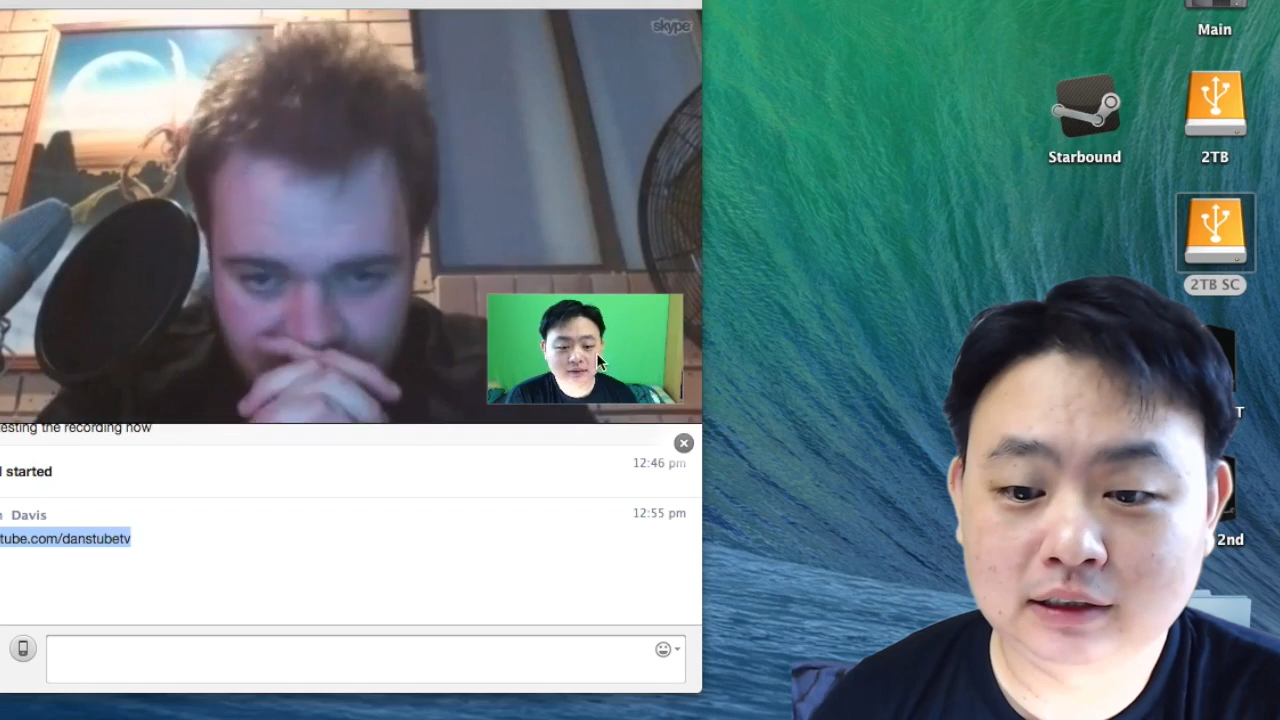 skype
Main
Starbound
2TB
2TB SC
T
2nd
esting the recording now
12:46 pm
started
Davis
12:55 pm
tube.com/danstubetv